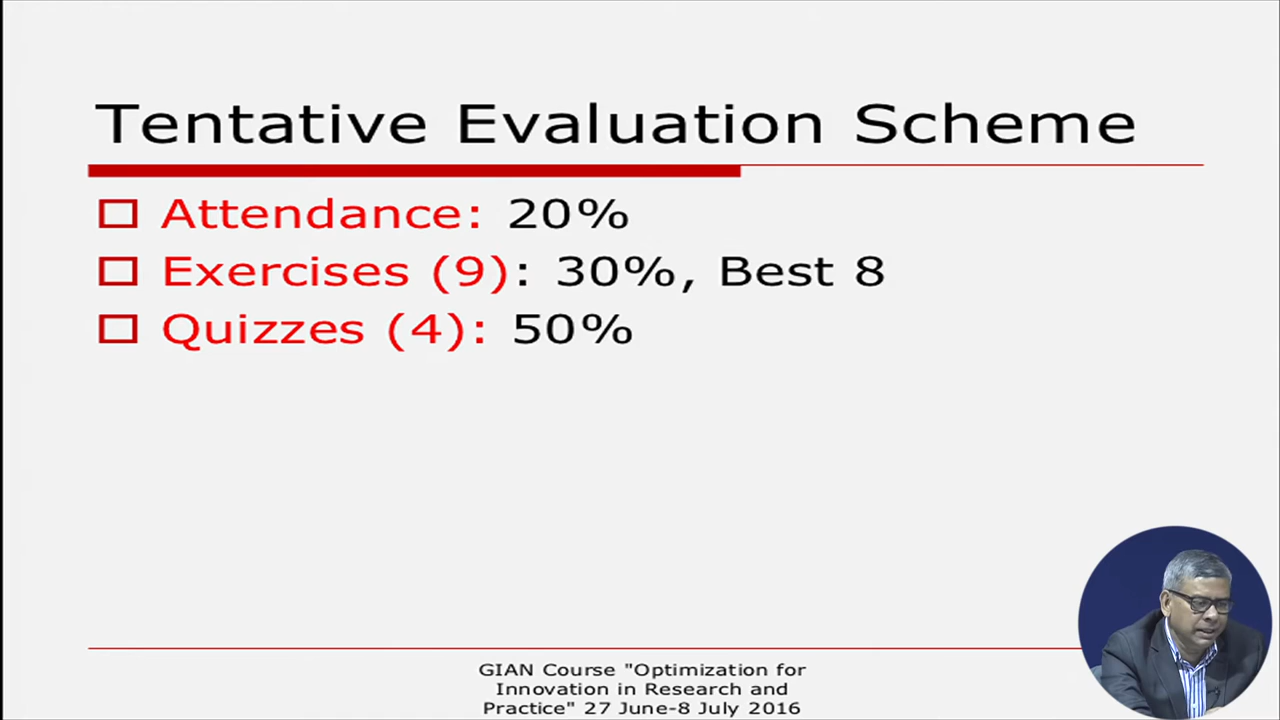 Tentative Evaluation Scheme
Attendance: 20%
Exercises (9): 30%, Best 8
Quizzes (4): 50%
GIAN Course "Optimization for
Innovation in Research and
Practice" 27 June-8 July 2016